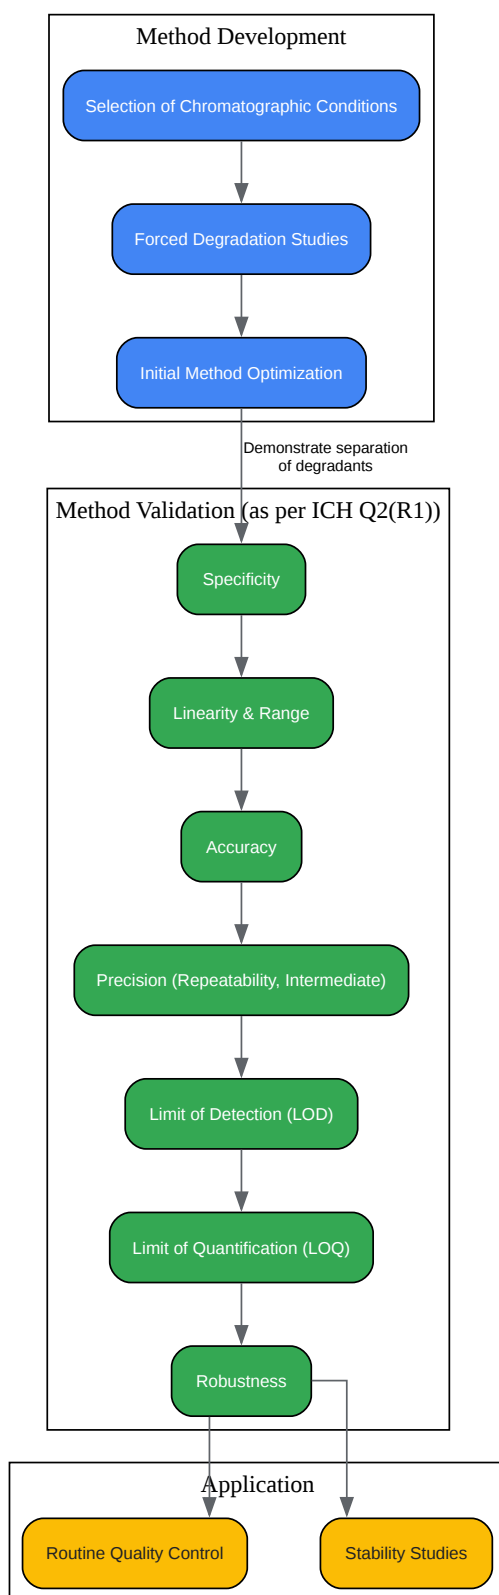 Method Development
Selection of Chromatographic Conditions
Forced Degradation Studies
Initial Method Optimization
Demonstrate separation
of degradants
Method Validation (as per ICH Q2(R1))
Specificity
Linearity & Range
Accuracy
Precision (Repeatability, Intermediate)
Limit of Detection (LOD)
Limit of Quantification (LOQ)
Robustness
Application
Routine Quality Control
Stability Studies